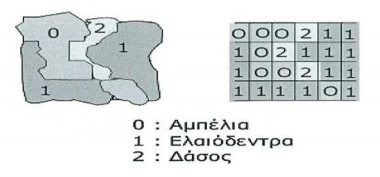 0 2 1 1
0 0 0 2 1 1
1 0 2 1 1 1
1 0 0 2 1 1
1 1 1 1 0 1
0 : Αμπέλια
1 : Ελαιόδεντρα
2 : Δάσος